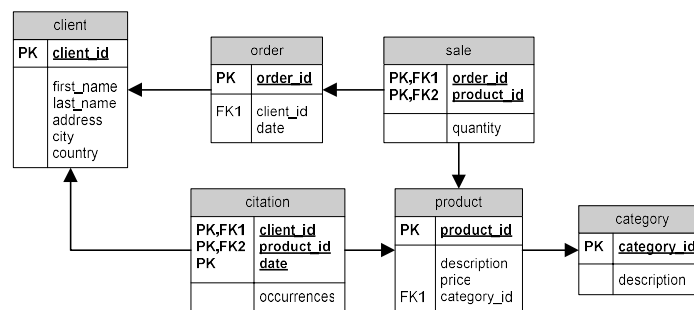 client
PK client_id
first_name
last_name
address
city
country
order
PK order_id
FK1 client_id
date
sale
PK,FK1 order_id
PK,FK2 product_id
quantity
citation
PK,FK1 client_id
PK,FK2 product_id
PK date
occurrences
product
PK product_id
description
price
FK1 category_id
category
PK category_id
description